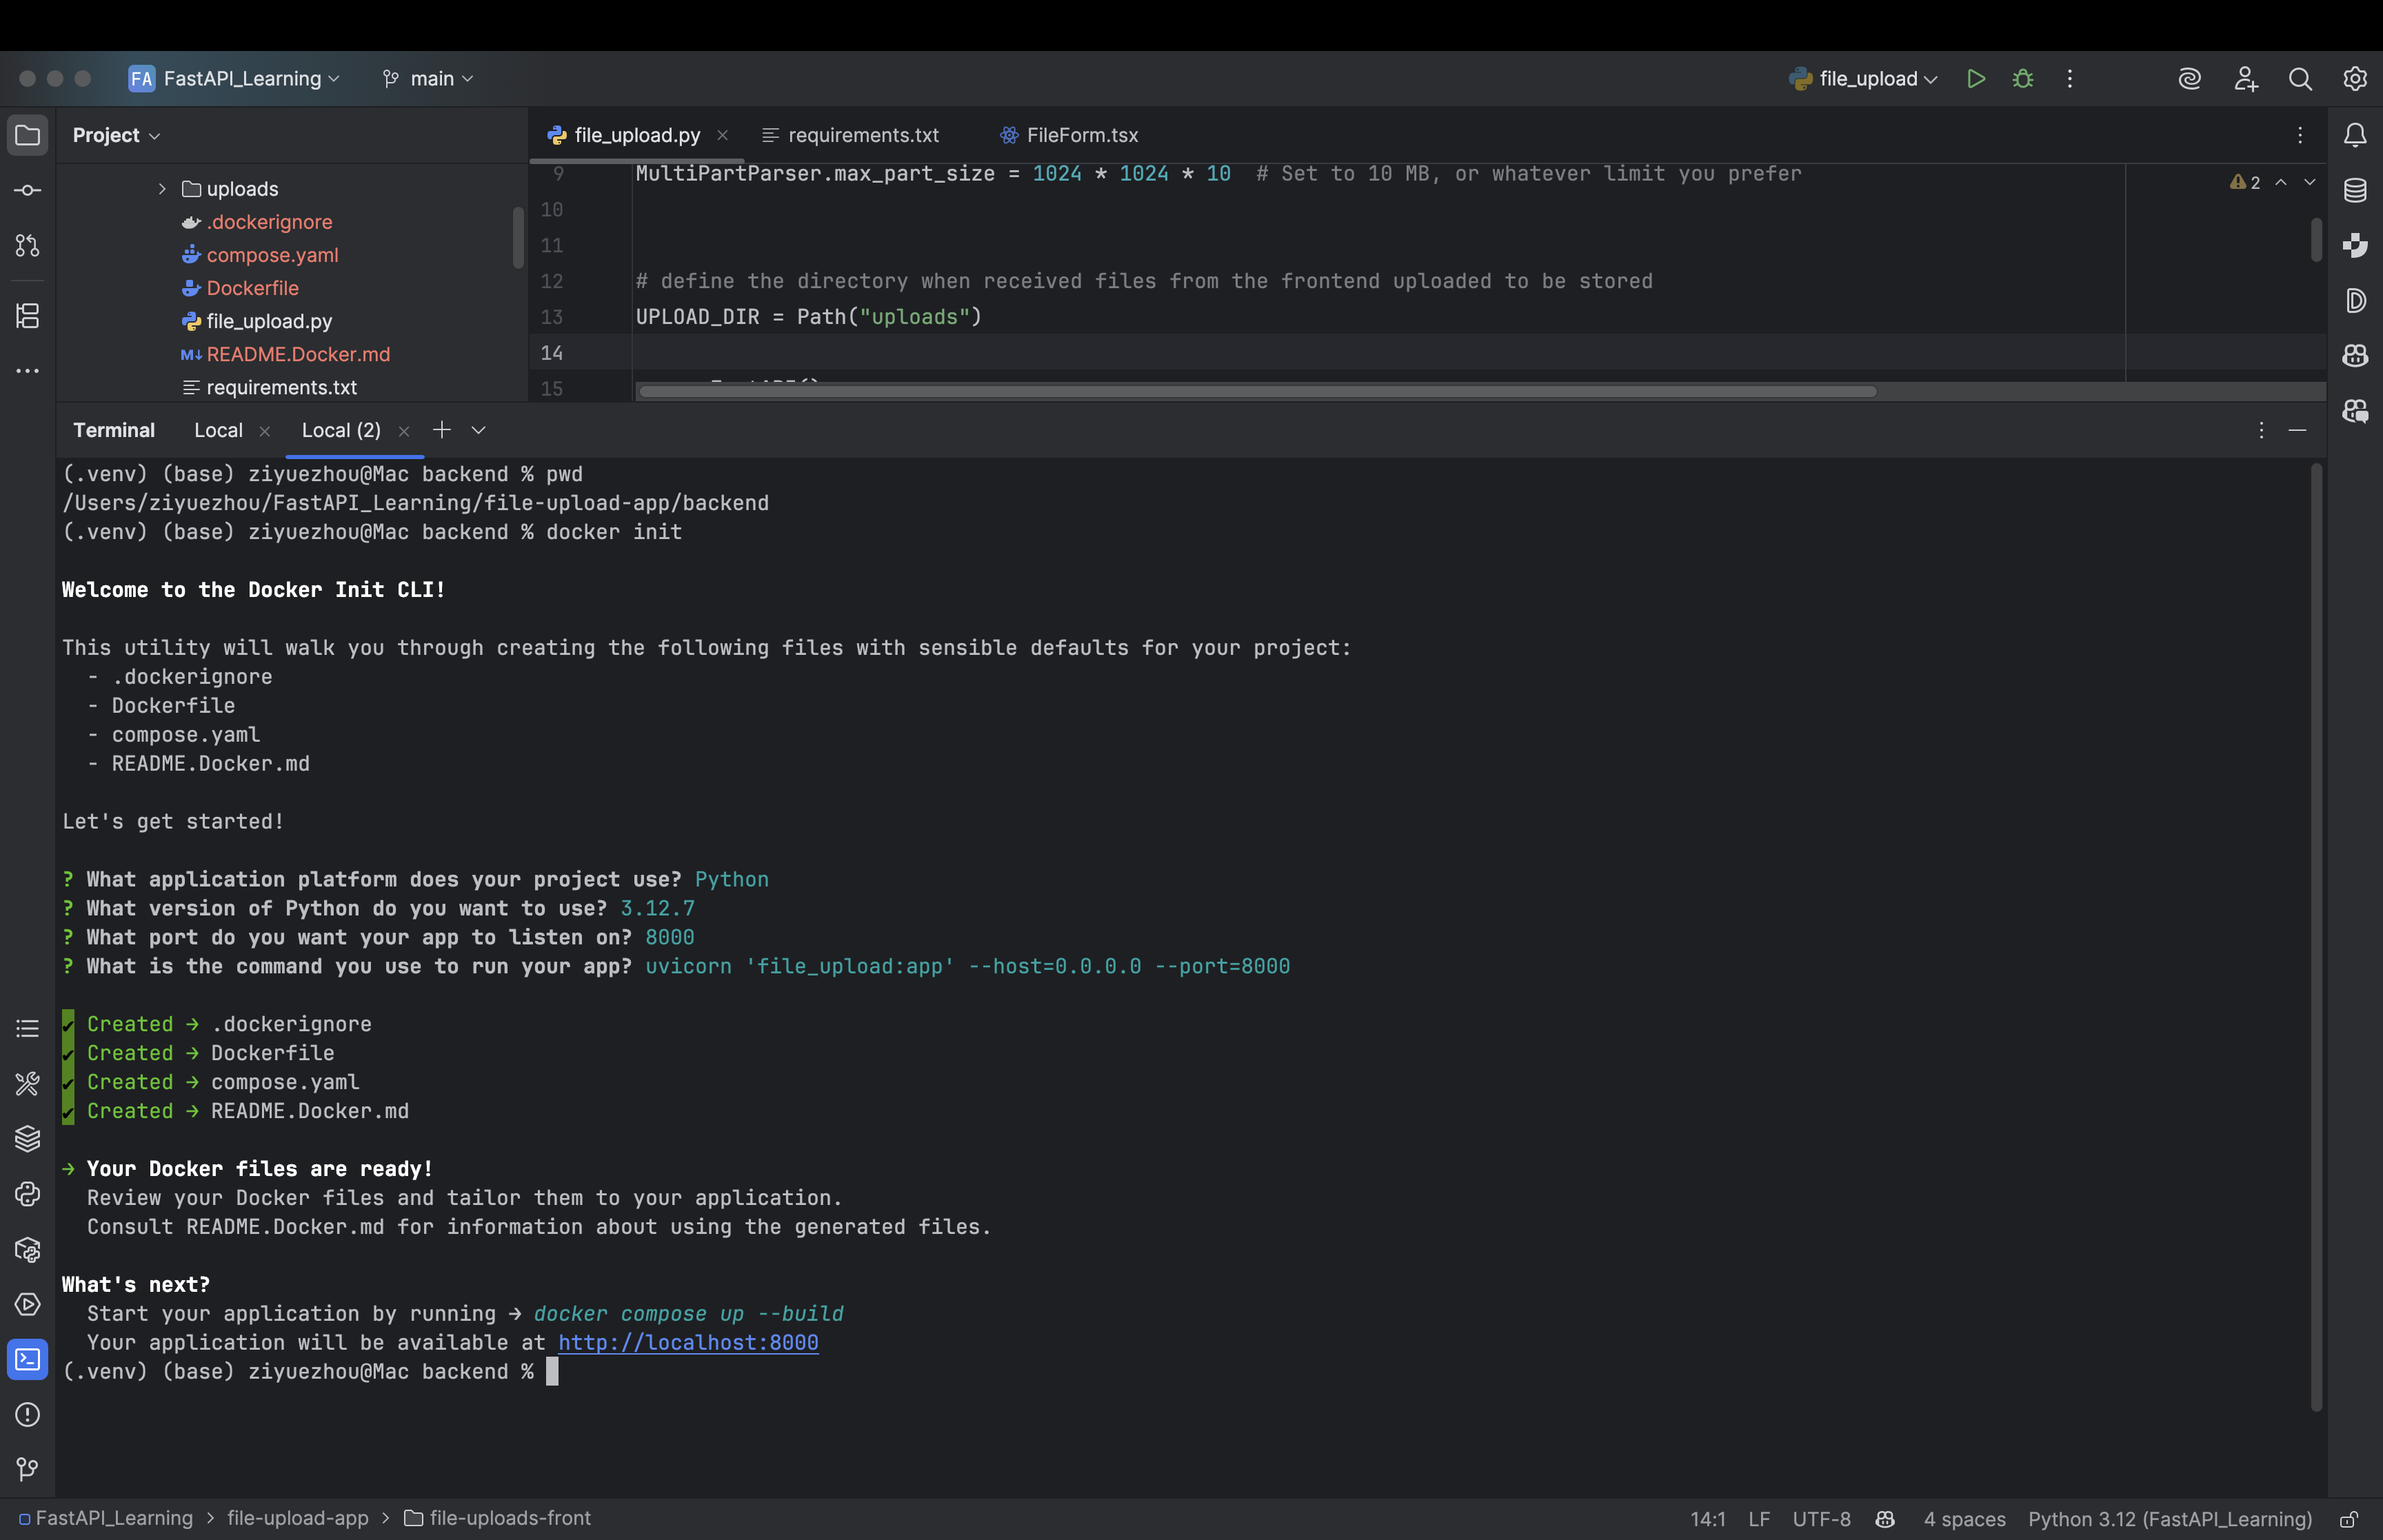 FA FastAPI_Learning main file_upload
Project
file_upload.py requirements.txt FileForm.tsx
uploads
.dockerignore
compose.yaml
Dockerfile
file_upload.py
M↓ README.Docker.md
requirements.txt
9 MultiPartParser.max_part_size = 1024 * 1024 * 10 # Set to 10 MB, or whatever limit you prefer
2
10
11
12 # define the directory when received files from the frontend uploaded to be stored
13 UPLOAD_DIR = Path("uploads")
14
15
Terminal Local Local (2)
(.venv) (base) ziyuezhou@Mac backend % pwd
/Users/ziyuezhou/FastAPI_Learning/file-upload-app/backend
(.venv) (base) ziyuezhou@Mac backend % docker init
Welcome to the Docker Init CLI!
This utility will walk you through creating the following files with sensible defaults for your project:
- .dockerignore
- Dockerfile
- compose.yaml
- README.Docker.md
Let's get started!
? What application platform does your project use? Python
? What version of Python do you want to use? 3.12.7
? What port do you want your app to listen on? 8000
? What is the command you use to run your app? uvicorn 'file_upload:app' --host=0.0.0.0 --port=8000
✔ Created → .dockerignore
✔ Created → Dockerfile
✔ Created → compose.yaml
✔ Created → README.Docker.md
→ Your Docker files are ready!
Review your Docker files and tailor them to your application.
Consult README.Docker.md for information about using the generated files.
What's next?
Start your application by running → docker compose up --build
Your application will be available at http://localhost:8000
(.venv) (base) ziyuezhou@Mac backend %
FastAPI_Learning > file-upload-app > file-uploads-front 14:1 LF UTF-8 4 spaces Python 3.12 (FastAPI_Learning)